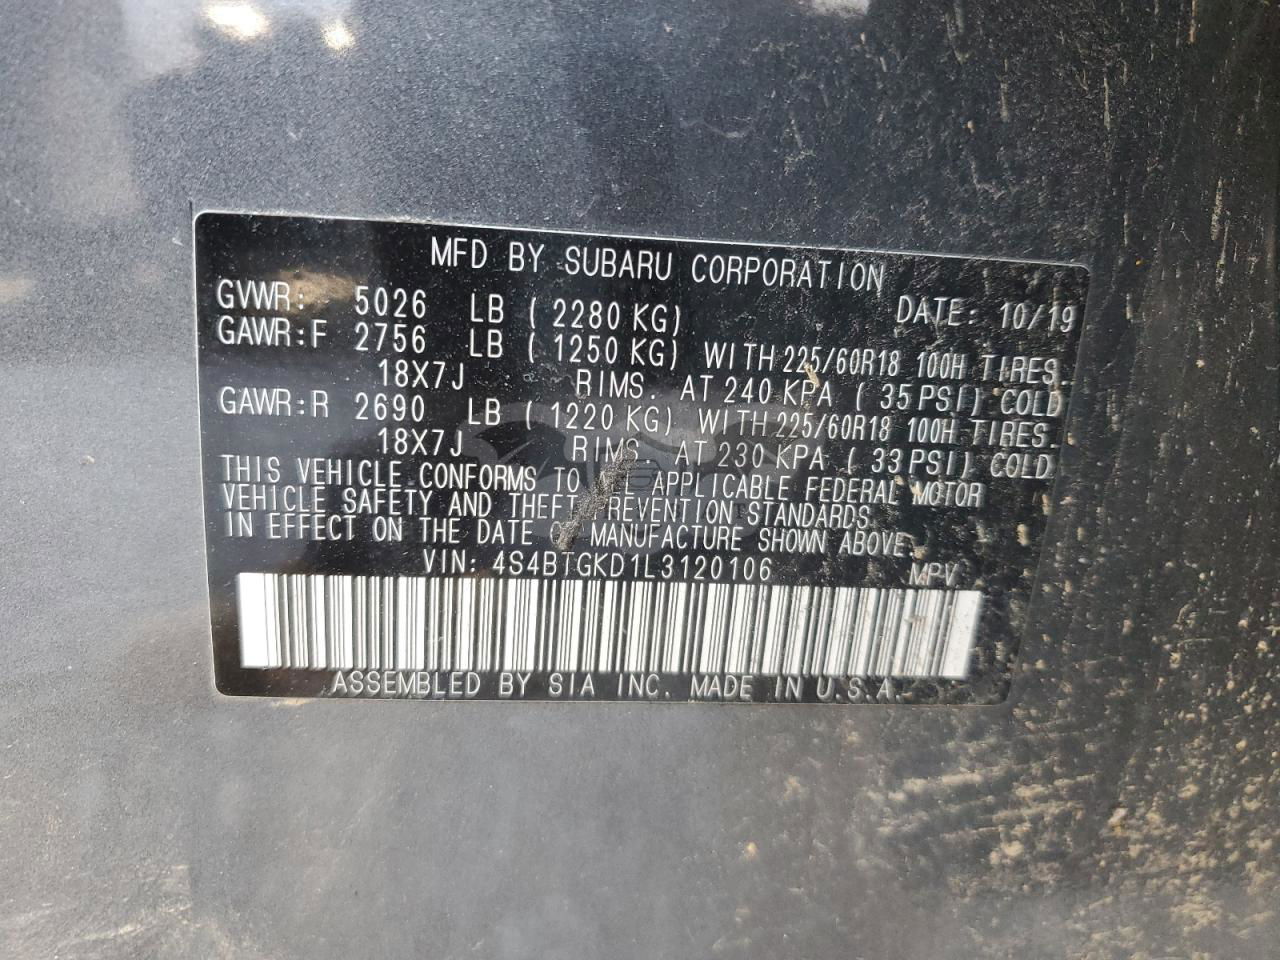 MFD BY SUBARU CORPORATION
GVWR: 5026 LB (2280 KG) DATE: 10/19
GAWR:F 2756 LB (1250 KG) WITH 225/60R18 100H TIRES.
18X7J RIMS. AT 240 KPA (35 PSI) COLD
GAWR:R 2690 LB (1220 KG) WITH 225/60R18 100H TIRES.
18X7J RIMS. AT 230 KPA (33 PSI) COLD
THIS VEHICLE CONFORMS TO APPLICABLE FEDERAL MOTOR
VEHICLE SAFETY AND THEFT PREVENTION STANDARDS
IN EFFECT ON THE DATE MANUFACTURE SHOWN ABOVE.
VIN: 4S4BTGKD1L3120106 MPV
ASSEMBLED BY SIA INC. MADE IN U.S.A.